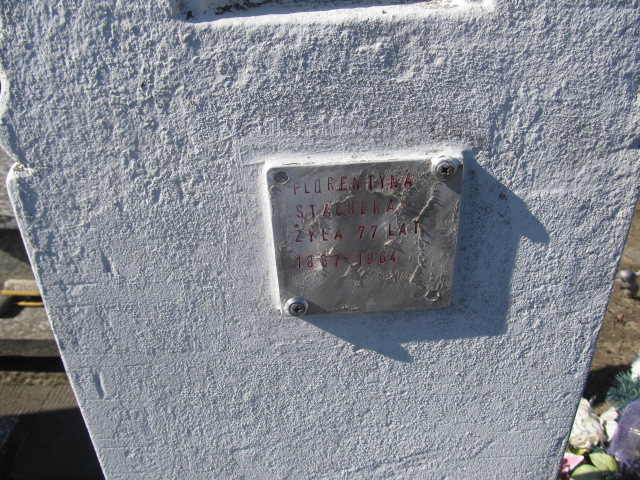 FLORENTYNA
STACHERA
ŻYŁA 77 LAT
1887-1964